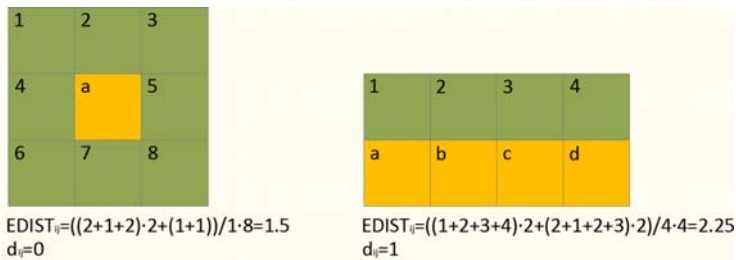 1 2 3
4 a 5
6 7 8
EDISTᵢⱼ=((2+1+2)·2+(1+1))/1·8=1.5
dᵢⱼ=0
1 2 3 4
a b c d
EDISTᵢⱼ=((1+2+3+4)·2+(2+1+2+3)·2)/4·4=2.25
dᵢⱼ=1